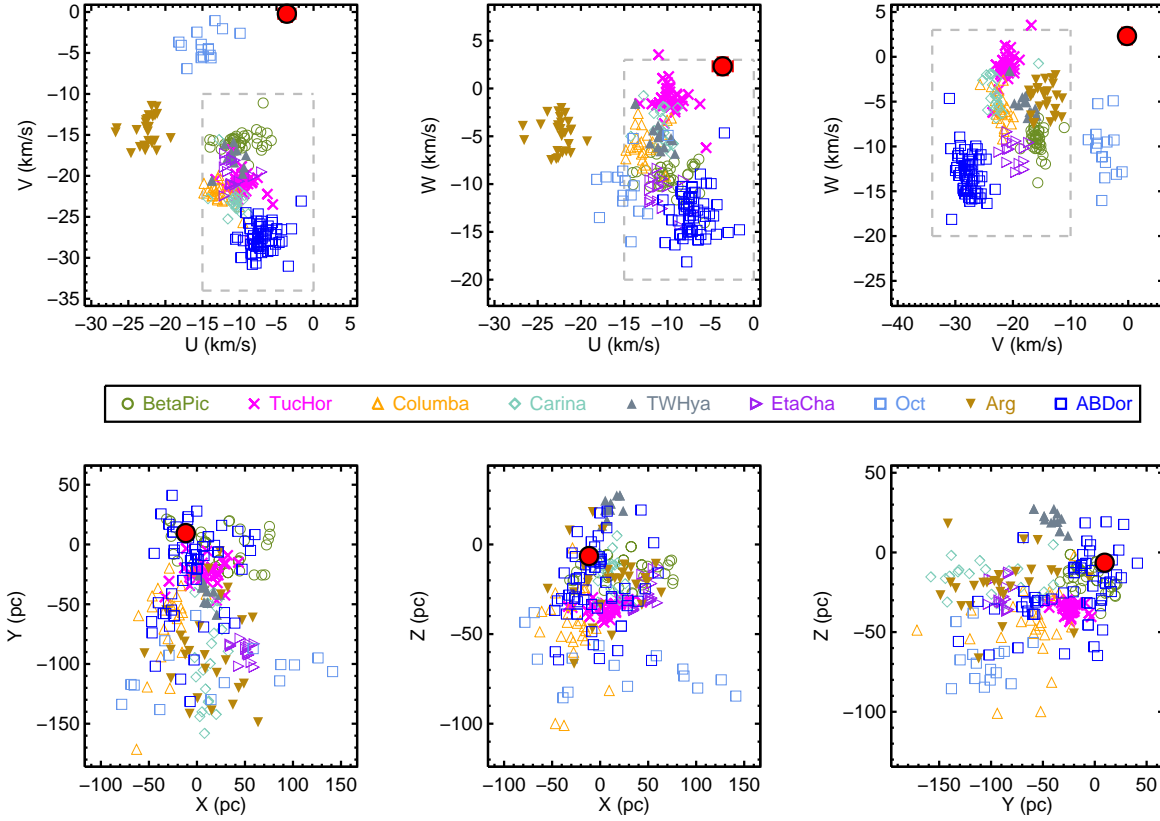 0
−5
−10
−15
−20
−25
−30
−35
V (km/s)
−30 −25 −20 −15 −10 −5 0 5
U (km/s)
5
0
−5
−10
−15
−20
W (km/s)
−30 −25 −20 −15 −10 −5 0
U (km/s)
5
0
−5
−10
−15
−20
−25
W (km/s)
−40 −30 −20 −10 0
V (km/s)
BetaPic TucHor Columba Carina TWHya EtaCha Oct Arg ABDor
50
0
−50
−100
−150
Y (pc)
−100 −50 0 50 100 150
X (pc)
50
0
−50
−100
Z (pc)
−100 −50 0 50 100 150
X (pc)
50
0
−50
−100
Z (pc)
−150 −100 −50 0 50
Y (pc)